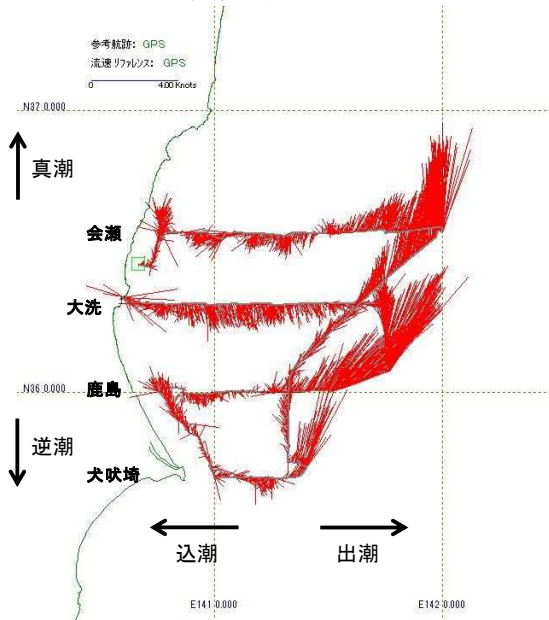 参考航跡: GPS
流速リファレンス: GPS
0 4.00 Knots
N37 0.000
真潮
会瀬
大洗
N36 0.000
鹿島
逆潮
犬吠埼
込潮 出潮
E141 0.000 E142 0.000